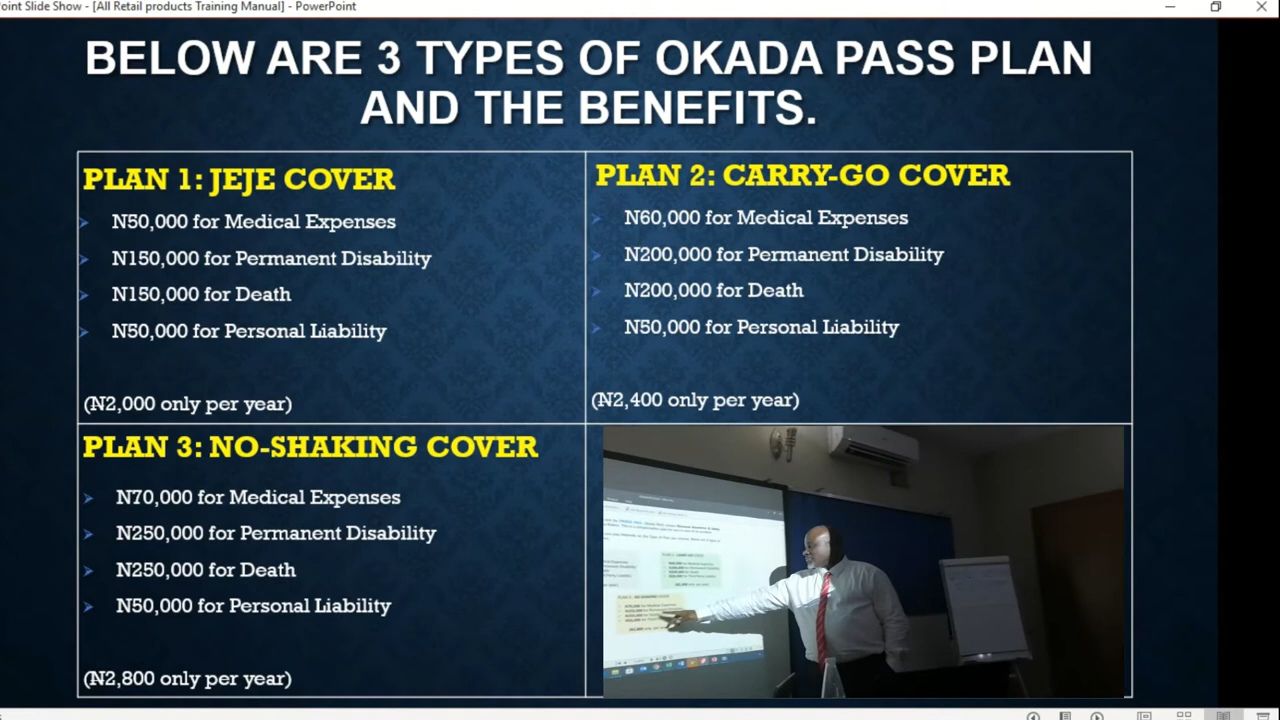 oint Slide Show - [All Retail products Training Manual] - PowerPoint
BELOW ARE 3 TYPES OF OKADA PASS PLAN
AND THE BENEFITS.
PLAN 1: JEJE COVER
N50,000 for Medical Expenses
N150,000 for Permanent Disability
N150,000 for Death
N50,000 for Personal Liability
(₦2,000 only per year)
PLAN 2: CARRY-GO COVER
N60,000 for Medical Expenses
N200,000 for Permanent Disability
N200,000 for Death
N50,000 for Personal Liability
(₦2,400 only per year)
PLAN 3: NO-SHAKING COVER
N70,000 for Medical Expenses
N250,000 for Permanent Disability
N250,000 for Death
N50,000 for Personal Liability
(₦2,800 only per year)